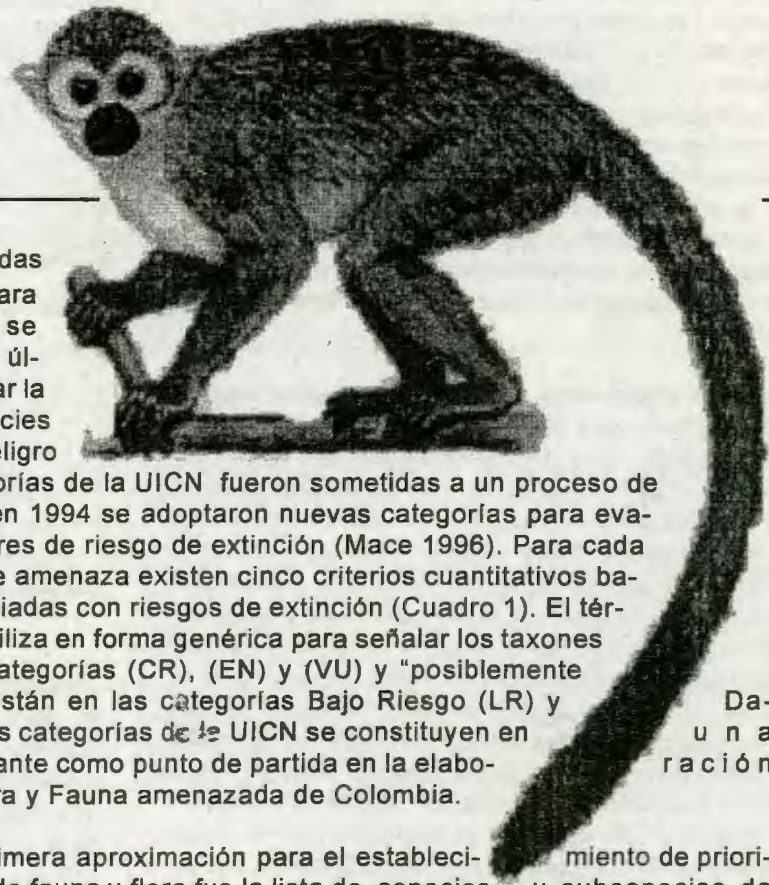 das
ara
se
úl-
ar la
cies
eligro
orías de la UICN fueron sometidas a un proceso de
en 1994 se adoptaron nuevas categorías para eva-
res de riesgo de extinción (Mace 1996). Para cada
e amenaza existen cinco criterios cuantitativos ba-
iadas con riesgos de extinción (Cuadro 1). El tér-
iliza en forma genérica para señalar los taxones
ategorías (CR), (EN) y (VU) y "posiblemente
stán en las categorías Bajo Riesgo (LR) y Da-
s categorías de la UICN se constituyen en una
ante como punto de partida en la elabo- ración
ra y Fauna amenazada de Colombia.
imera aproximación para el estableci- miento de priori-